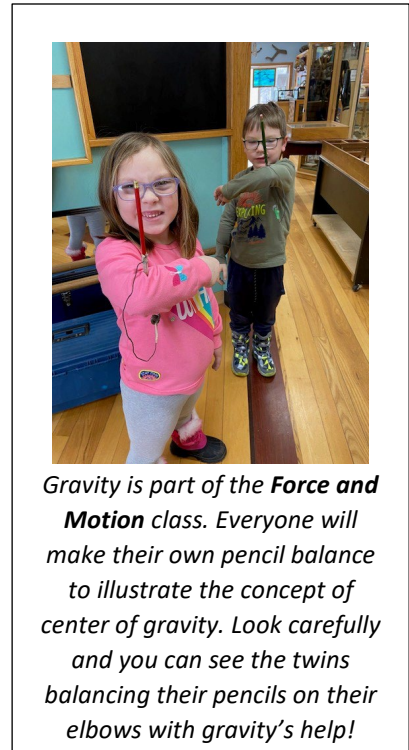 Gravity is part of the Force and
Motion class. Everyone will
make their own pencil balance
to illustrate the concept of
center of gravity. Look carefully
and you can see the twins
balancing their pencils on their
elbows with gravity's help!